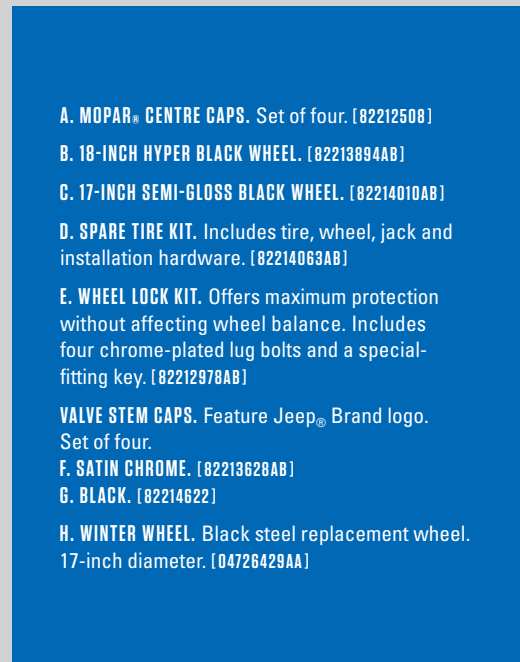 A. MOPAR® CENTRE CAPS. Set of four. [82212508]
B. 18-INCH HYPER BLACK WHEEL. [82213894AB]
C. 17-INCH SEMI-GLOSS BLACK WHEEL. [82214010AB]
D. SPARE TIRE KIT. Includes tire, wheel, jack and
installation hardware. [82214063AB]
E. WHEEL LOCK KIT. Offers maximum protection
without affecting wheel balance. Includes
four chrome-plated lug bolts and a special-
fitting key. [82212978AB]
VALVE STEM CAPS. Feature Jeep® Brand logo.
Set of four.
F. SATIN CHROME. [82213628AB]
G. BLACK. [82214622]
H. WINTER WHEEL. Black steel replacement wheel.
17-inch diameter. [04726429AA]